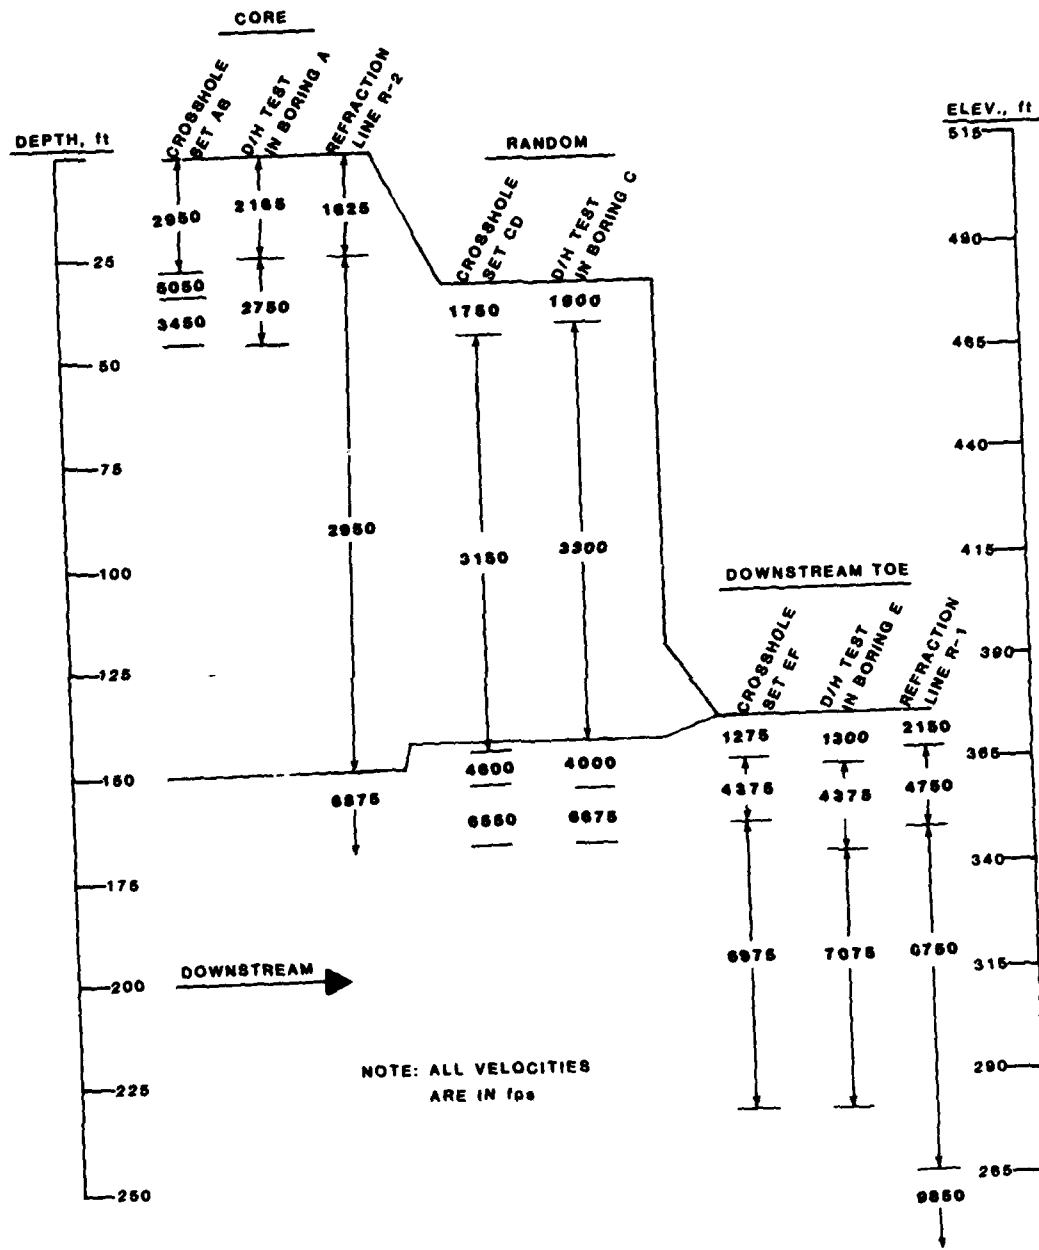 CORE
DEPTH, ft
CROSSHOLE
SET AB
D/H TEST
IN BORING A
REFRACTION
LINE R-2
RANDOM
ELEV., ft
515
2950
2165
1625
CROSSHOLE
SET CD
D/H TEST
IN BORING C
490
25
5050
3450
2750
1750
1900
465
50
440
75
2950
3150
3300
415
100
DOWNSTREAM TOE
CROSSHOLE
SET EF
D/H TEST
IN BORING E
REFRACTION
LINE R-1
390
125
1275
1300
2150
365
150
6875
4600
4000
4375
4375
4750
6550
6675
340
175
6975
7075
6750
315
DOWNSTREAM
200
NOTE: ALL VELOCITIES
ARE IN fps
290
225
265
250
9850